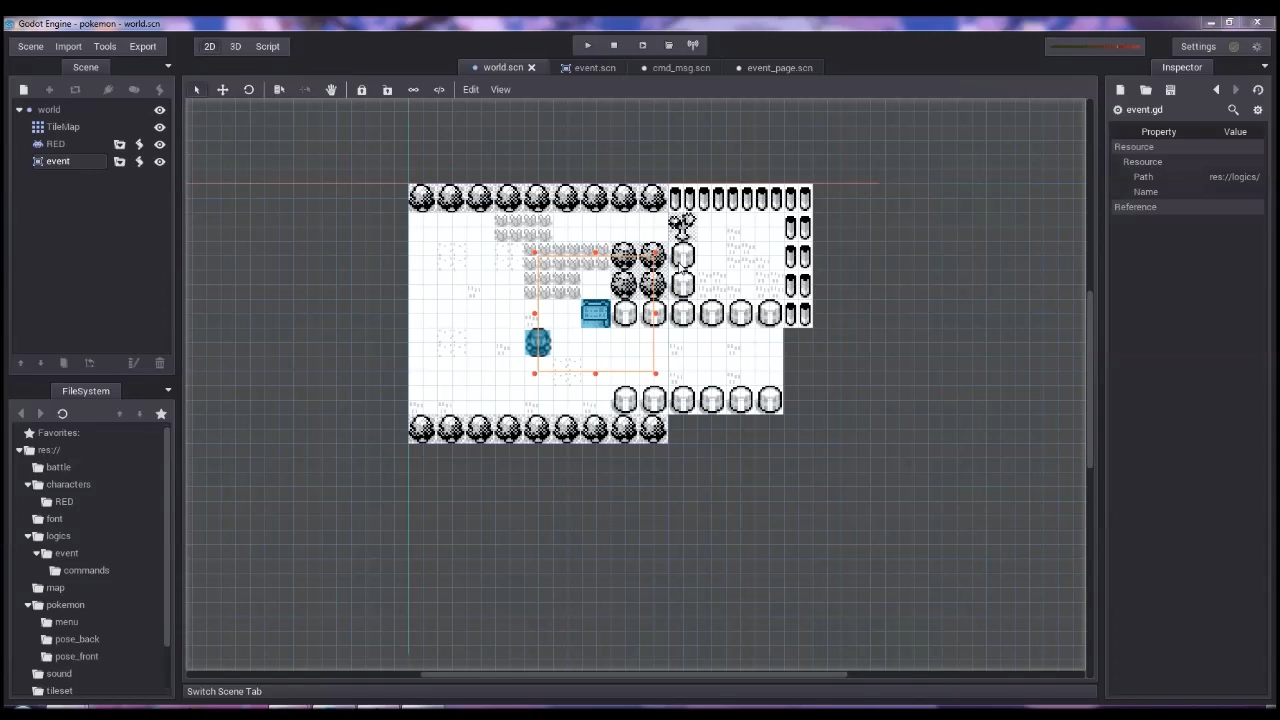 Godot Engine - pokemon - world.scn
Scene Import Tools Export
2D 3D Script
Settings
Scene
world.scn
event.scn
cmd_msg.scn
event_page.scn
Inspector
Edit View
world
TileMap
RED
event
event.gd
Property Value
Resource
Resource
Path res://logics/
Name
Reference
FileSystem
Favorites:
res://
battle
characters
RED
font
logics
event
commands
map
pokemon
menu
pose_back
pose_front
sound
tileset
Switch Scene Tab